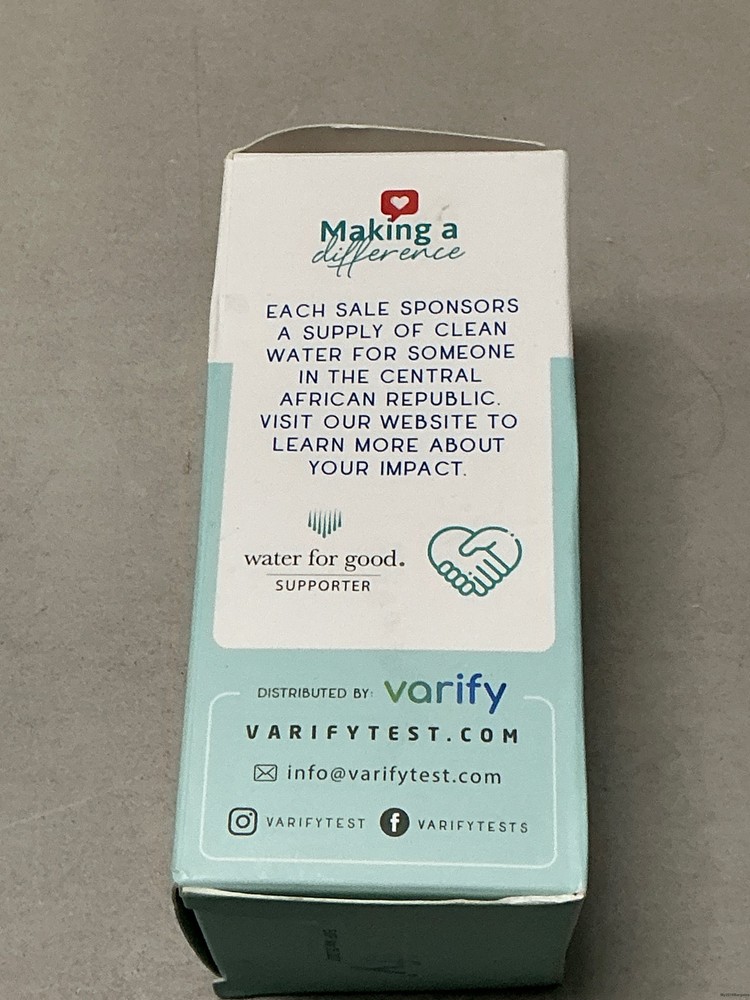 Making a
difference
EACH SALE SPONSORS
A SUPPLY OF CLEAN
WATER FOR SOMEONE
IN THE CENTRAL
AFRICAN REPUBLIC.
VISIT OUR WEBSITE TO
LEARN MORE ABOUT
YOUR IMPACT.
water for good.
SUPPORTER
DISTRIBUTED BY: varify
VARIFYTEST.COM
info@varifytest.com
VARIFYTEST VARIFYTESTS